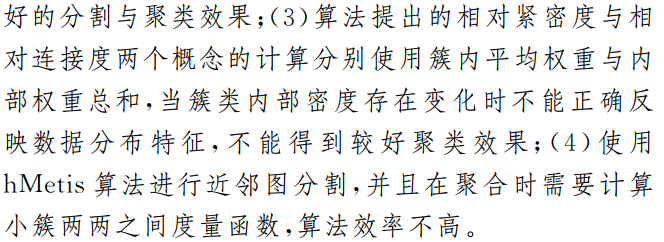 好的分割与聚类效果;(3)算法提出的相对紧密度与相
对连接度两个概念的计算分别使用簇内平均权重与内
部权重总和,当簇类内部密度存在变化时不能正确反
映数据分布特征,不能得到较好聚类效果;(4)使用
hMetis 算法进行近邻图分割,并且在聚合时需要计算
小簇两两之间度量函数,算法效率不高。